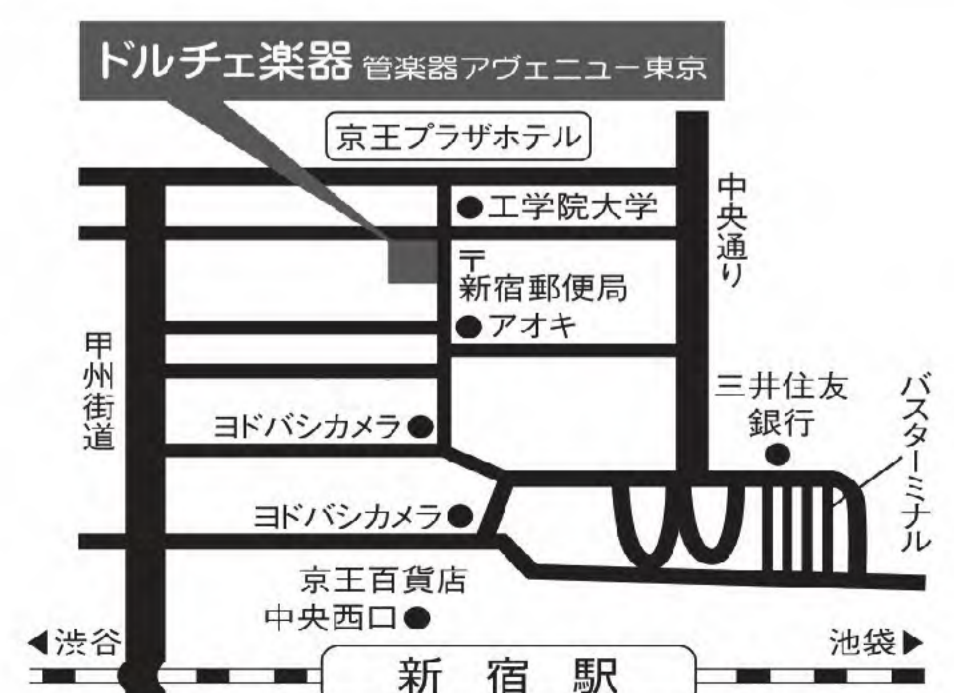 ドルチェ楽器 管楽器アヴェニュー東京
京王プラザホテル
工学院大学
中央通り
〒
新宿郵便局
アオキ
甲州街道
三井住友
銀行
バスターミナル
ヨドバシカメラ
ヨドバシカメラ
京王百貨店
中央西口
◀渋谷
池袋▶
新宿駅